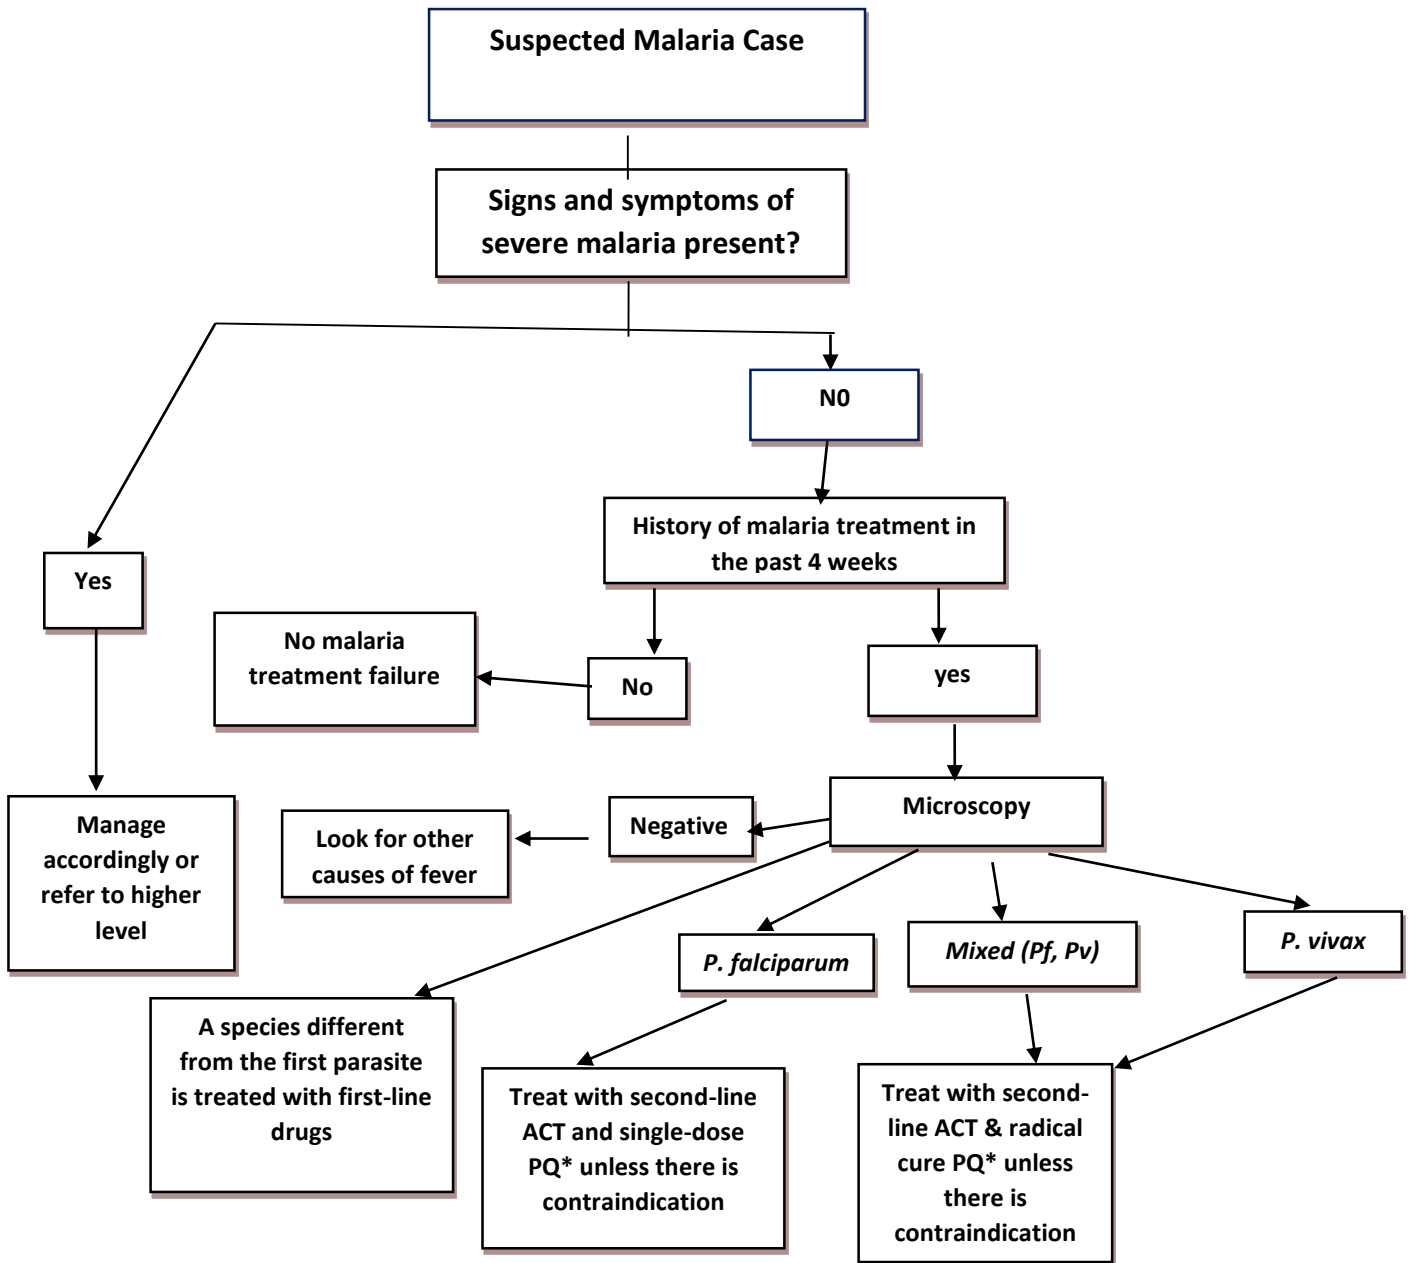 Suspected Malaria Case
Signs and symptoms of
severe malaria present?
N0
History of malaria treatment in
the past 4 weeks
Yes
No malaria
treatment failure
No
yes
Manage
accordingly or
refer to higher
level
Look for other
causes of fever
Negative
Microscopy
P. falciparum
Mixed (Pf, Pv)
P. vivax
A species different
from the first parasite
is treated with first-line
drugs
Treat with second-line
ACT and single-dose
PQ* unless there is
contraindication
Treat with second-
line ACT & radical
cure PQ* unless
there is
contraindication